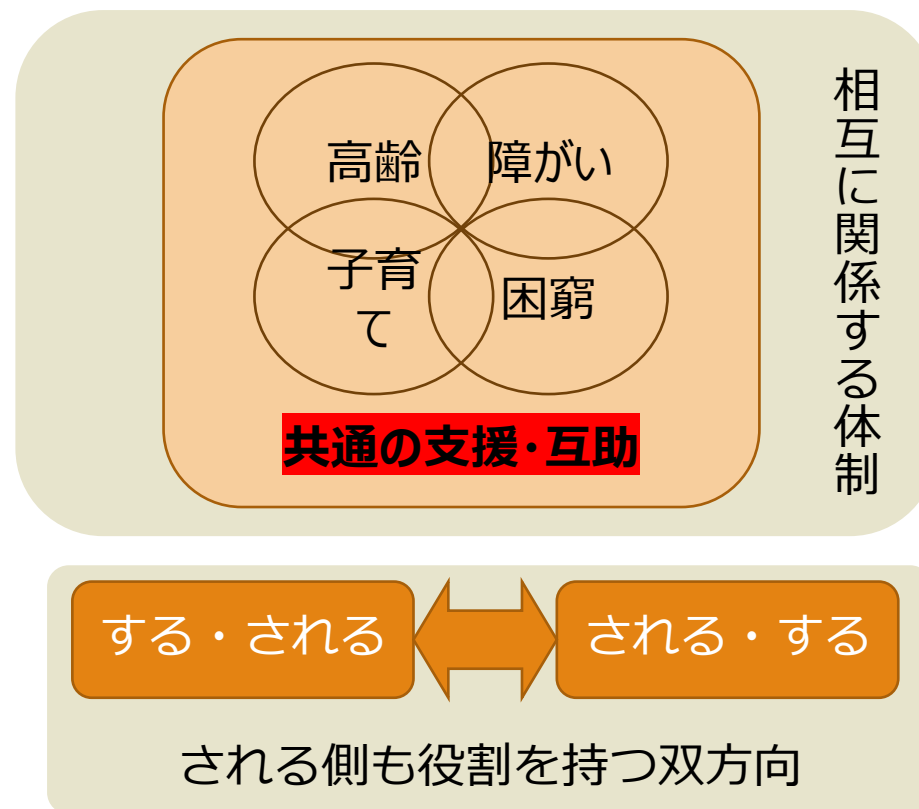 高齢
障がい
子育
て
困窮
共通の支援・互助
相互に関係する体制
する・される
される・する
される側も役割を持つ双方向